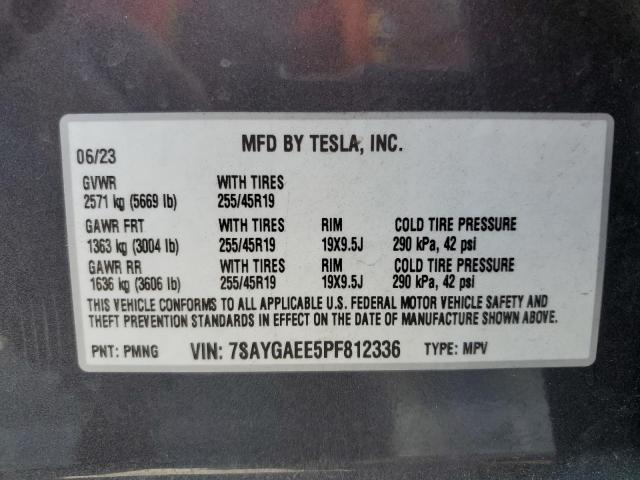 MFD BY TESLA, INC.
06/23
GVWR WITH TIRES
2571 kg (5669 lb) 255/45R19
GAWR FRT WITH TIRES RIM COLD TIRE PRESSURE
1363 kg (3004 lb) 255/45R19 19X9.5J 290 kPa, 42 psi
GAWR RR WITH TIRES RIM COLD TIRE PRESSURE
1636 kg (3606 lb) 255/45R19 19X9.5J 290 kPa, 42 psi
THIS VEHICLE CONFORMS TO ALL APPLICABLE U.S. FEDERAL MOTOR VEHICLE SAFETY AND
THEFT PREVENTION STANDARDS IN EFFECT ON THE DATE OF MANUFACTURE SHOWN ABOVE.
PNT: PMNG VIN: 7SAYGAEE5PF812336 TYPE: MPV